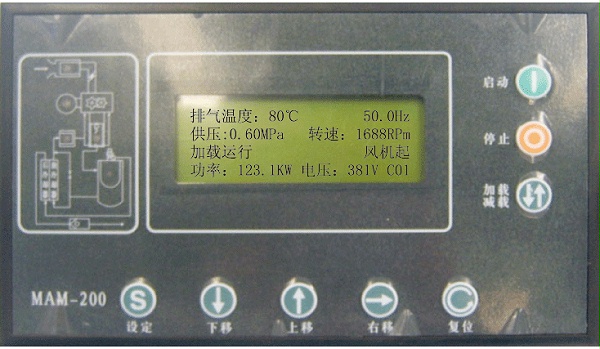 排气温度：80℃ 50.0Hz
供压:0.60MPa 转速：1688RPm
加载运行 风机起
功率：123.1KW 电压：381V C01
启动
停止
加载
减载
MAM-200
S
设定
下移
上移
右移
复位